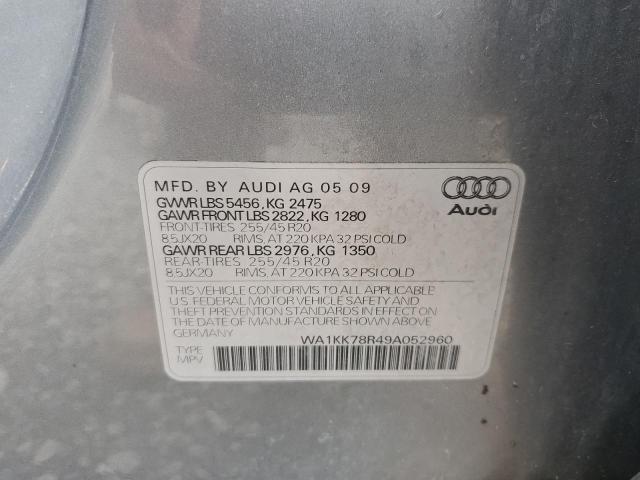 MFD. BY AUDI AG 05 09
GVWR LBS 5456, KG 2475
GAWR FRONT LBS 2822, KG 1280
FRONT-TIRES 255/45 R20
8.5JX20 RIMS, AT 220 KPA 32 PSI COLD
GAWR REAR LBS 2976, KG 1350
REAR-TIRES 255/45 R20
8.5JX20 RIMS, AT 220 KPA 32 PSI COLD
Audi
THIS VEHICLE CONFORMS TO ALL APPLICABLE
U.S. FEDERAL MOTOR VEHICLE SAFETY AND
THEFT PREVENTION STANDARDS IN EFFECT ON
THE DATE OF MANUFACTURE SHOWN ABOVE.
GERMANY WA1KK78R49A052960
TYPE
MPV